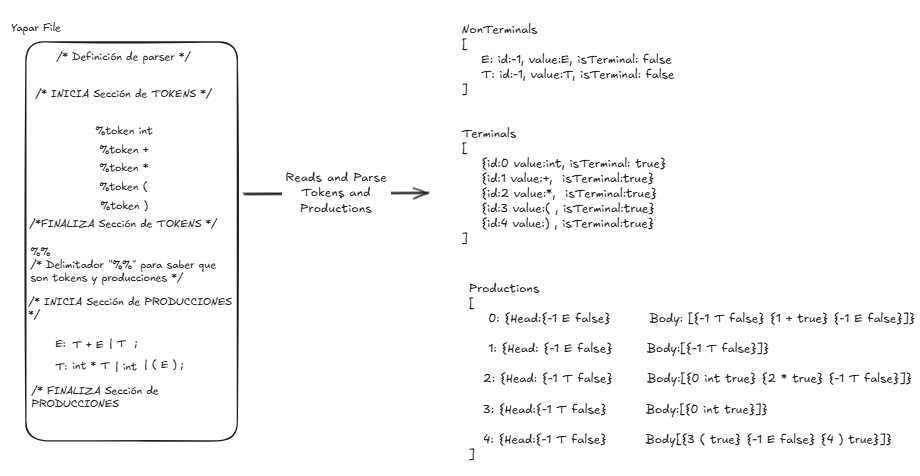 Yapar File
/* Definición de parser */
/* INICIA Sección de TOKENS */
%token int
%token +
%token *
%token (
%token )
/*FINALIZA Sección de TOKENS */
%%
/* Delimitador "%%" para saber que
son tokens y producciones */
/* INICIA Sección de PRODUCCIONES
*/
E: T + E | T ;
T: int * T | int | ( E ) ;
/* FINALIZA Sección de
PRODUCCIONES
Reads and Parse
Tokens and
Productions
NonTerminals
[
E: id:-1, value:E, isTerminal: false
T: id:-1, value:T, isTerminal: false
]
Terminals
[
{id:0 value:int, isTerminal: true}
{id:1 value:+, isTerminal:true}
{id:2 value:*, isTerminal:true}
{id:3 value:( , isTerminal:true}
{id:4 value:) , isTerminal:true}
]
Productions
[
0: {Head:{-1 E false} Body: [{-1 T false} {1 + true} {-1 E false}]}
1: {Head: {-1 E false} Body:[{-1 T false}]}
2: {Head: {-1 T false} Body:[{0 int true} {2 * true} {-1 T false}]}
3: {Head:{-1 T false} Body:[{0 int true}]}
4: {Head:{-1 T false} Body[{3 ( true} {-1 E false} {4 ) true}]}
]